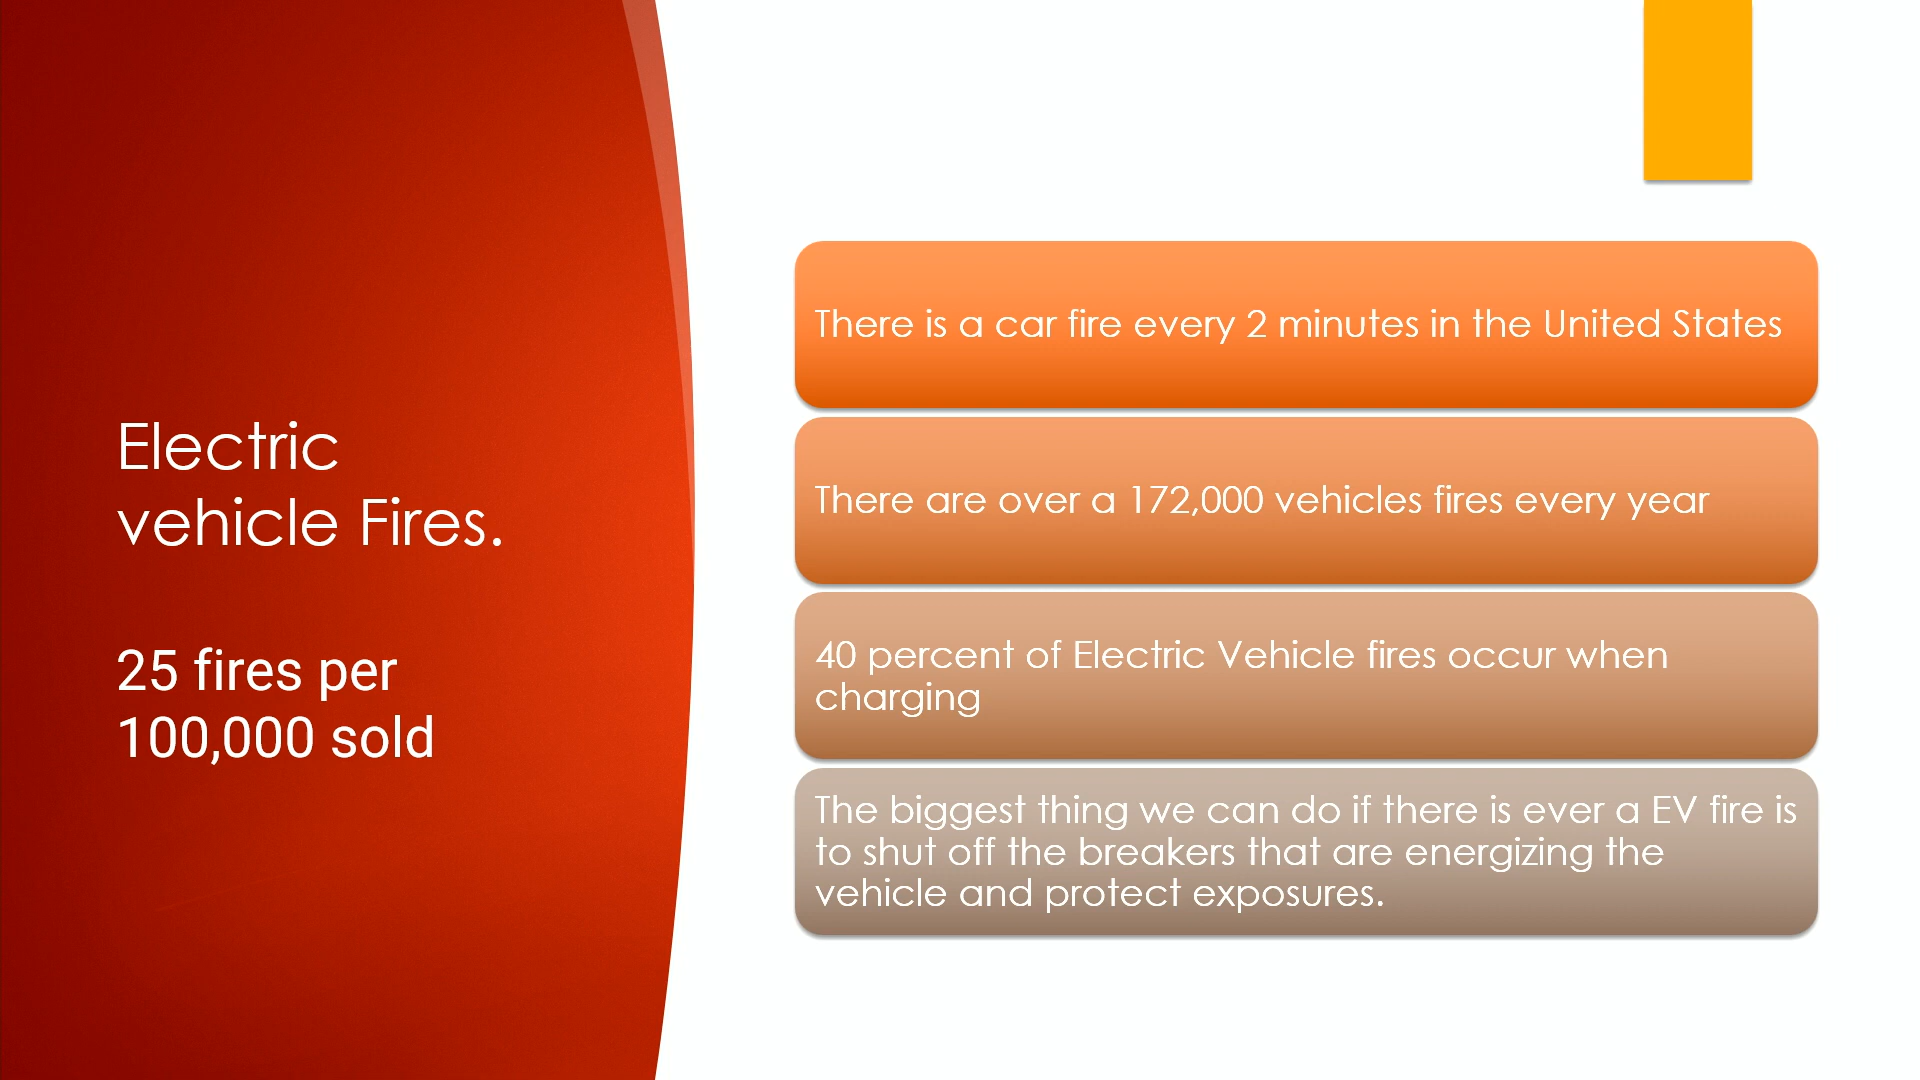 Electric
vehicle Fires.
25 fires per
100,000 sold
There is a car fire every 2 minutes in the United States
There are over a 172,000 vehicles fires every year
40 percent of Electric Vehicle fires occur when
charging
The biggest thing we can do if there is ever a EV fire is
to shut off the breakers that are energizing the
vehicle and protect exposures.